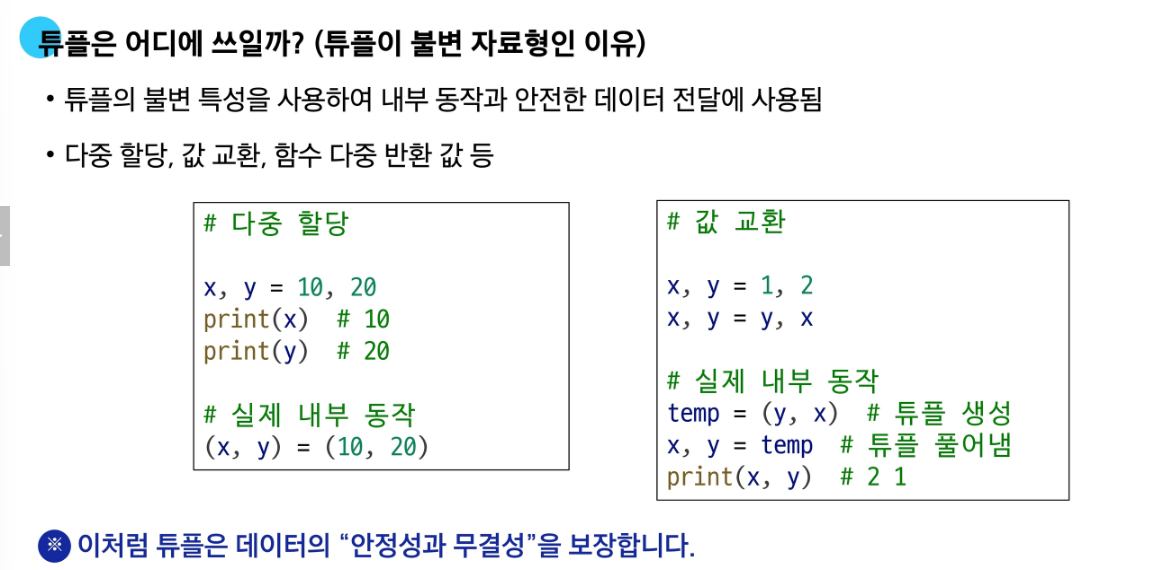 튜플은 어디에 쓰일까? (튜플이 불변 자료형인 이유)
• 튜플의 불변 특성을 사용하여 내부 동작과 안전한 데이터 전달에 사용됨
• 다중 할당, 값 교환, 함수 다중 반환 값 등
# 다중 할당
x, y = 10, 20
print(x)  # 10
print(y)  # 20
# 실제 내부 동작
(x, y) = (10, 20)
# 값 교환
x, y = 1, 2
x, y = y, x
# 실제 내부 동작
temp = (y, x)  # 튜플 생성
x, y = temp  # 튜플 풀어냄
print(x, y)  # 2 1
※ 이처럼 튜플은 데이터의 “안정성과 무결성”을 보장합니다.